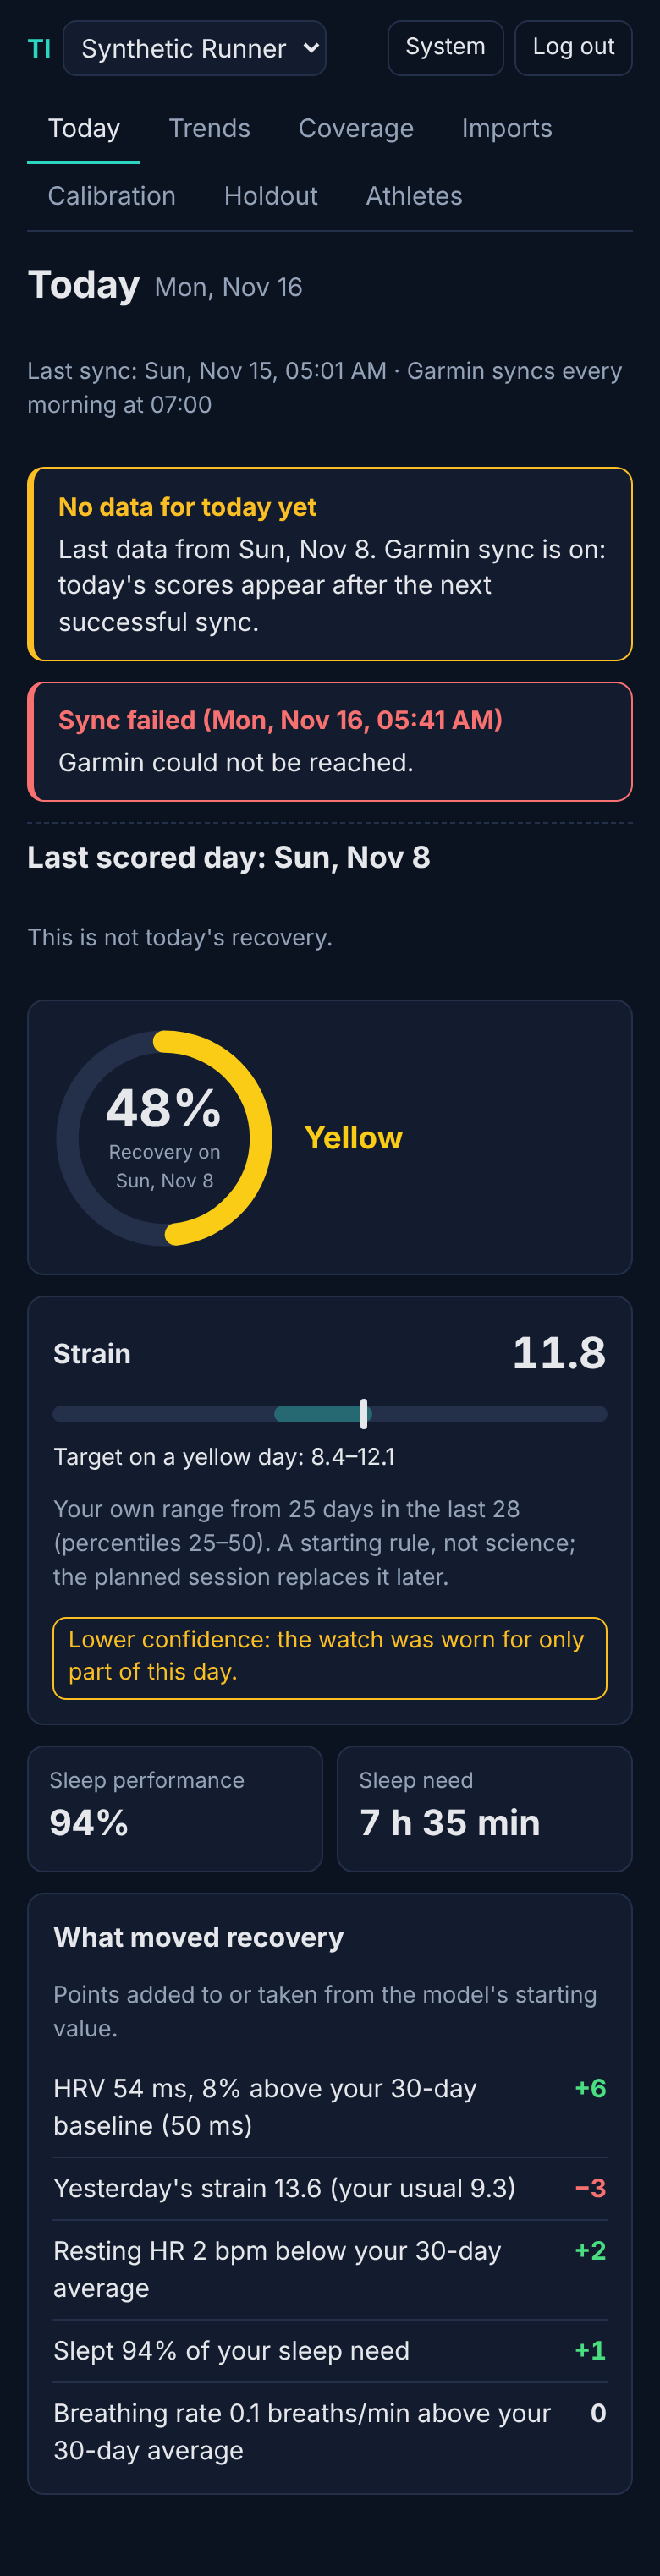 TI
Synthetic Runner
System
Log out
Today
Trends
Coverage
Imports
Calibration
Holdout
Athletes
Today Mon, Nov 16
Last sync: Sun, Nov 15, 05:01 AM · Garmin syncs every
morning at 07:00
No data for today yet
Last data from Sun, Nov 8. Garmin sync is on:
today's scores appear after the next
successful sync.
Sync failed (Mon, Nov 16, 05:41 AM)
Garmin could not be reached.
Last scored day: Sun, Nov 8
This is not today's recovery.
48%
Recovery on
Sun, Nov 8
Yellow
Strain
11.8
Target on a yellow day: 8.4–12.1
Your own range from 25 days in the last 28
(percentiles 25–50). A starting rule, not science;
the planned session replaces it later.
Lower confidence: the watch was worn for only
part of this day.
Sleep performance
94%
Sleep need
7 h 35 min
What moved recovery
Points added to or taken from the model's starting
value.
HRV 54 ms, 8% above your 30-day
baseline (50 ms)
+6
Yesterday's strain 13.6 (your usual 9.3)
−3
Resting HR 2 bpm below your 30-day
average
+2
Slept 94% of your sleep need
+1
Breathing rate 0.1 breaths/min above your
30-day average
0